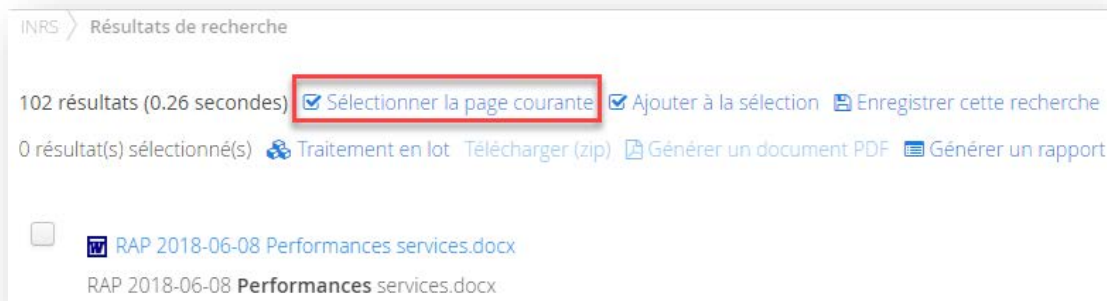 INRS > Résultats de recherche
102 résultats (0.26 secondes) Sélectionner la page courante Ajouter à la sélection Enregistrer cette recherche
0 résultat(s) sélectionné(s) Traitement en lot Télécharger (zip) Générer un document PDF Générer un rapport
RAP 2018-06-08 Performances services.docx
RAP 2018-06-08 Performances services.docx